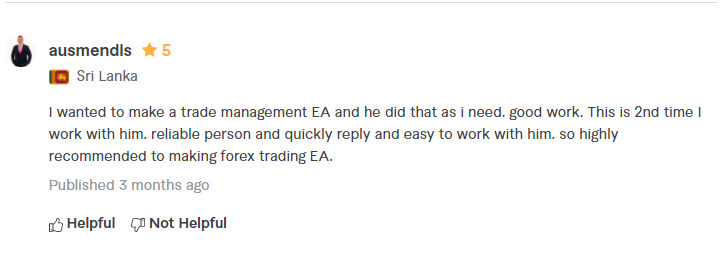 ausmendls 5
Sri Lanka
I wanted to make a trade management EA and he did that as i need. good work. This is 2nd time I
work with him. reliable person and quickly reply and easy to work with him. so highly
recommended to making forex trading EA.
Published 3 months ago
Helpful Not Helpful